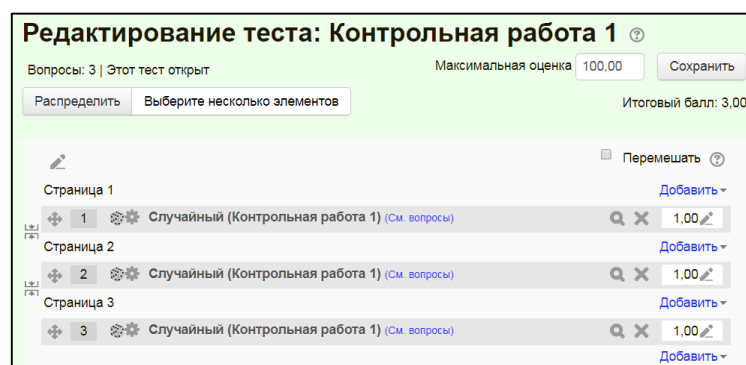 Редактирование теста: Контрольная работа 1
Вопросы: 3 | Этот тест открыт
Максимальная оценка 100,00 Сохранить
Распределить Выберите несколько элементов
Итоговый балл: 3,00
Перемешать
Страница 1 Добавить
1 Случайный (Контрольная работа 1) (См. вопросы) 1,00
Страница 2 Добавить
2 Случайный (Контрольная работа 1) (См. вопросы) 1,00
Страница 3 Добавить
3 Случайный (Контрольная работа 1) (См. вопросы) 1,00
Добавить